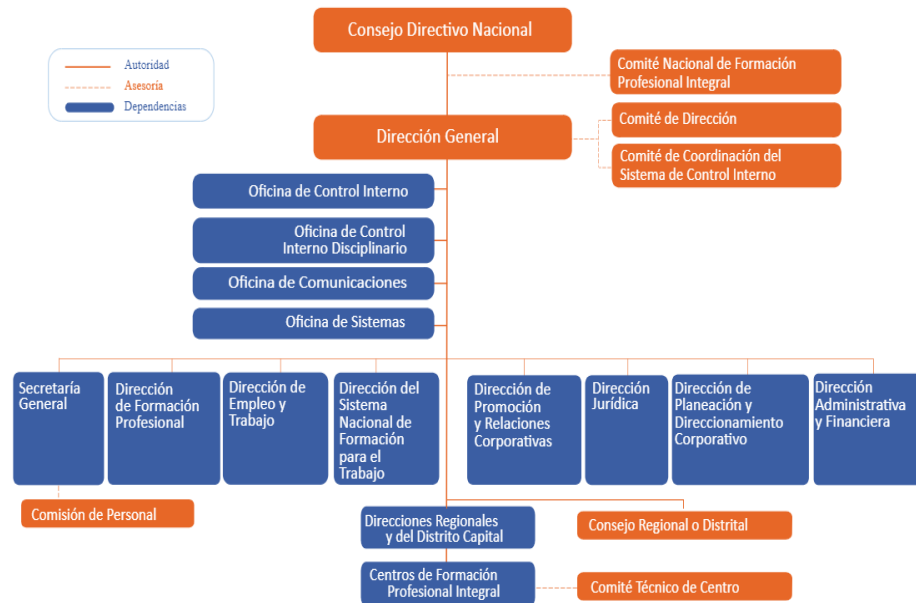 Consejo Directivo Nacional
Autoridad
Asesoría
Dependencias
Comité Nacional de Formación
Profesional Integral
Dirección General
Comité de Dirección
Comité de Coordinación del
Sistema de Control Interno
Oficina de Control Interno
Oficina de Control
Interno Disciplinario
Oficina de Comunicaciones
Oficina de Sistemas
Secretaría
General
Dirección
de Formación
Profesional
Dirección de
Empleo y
Trabajo
Dirección del
Sistema
Nacional de
Formación
para el
Trabajo
Dirección de
Promoción
y Relaciones
Corporativas
Dirección
Jurídica
Dirección de
Planeación y
Direccionamiento
Corporativo
Dirección
Administrativa
y Financiera
Comisión de Personal
Direcciones Regionales
y del Distrito Capital
Consejo Regional o Distrital
Centros de Formación
Profesional Integral
Comité Técnico de Centro